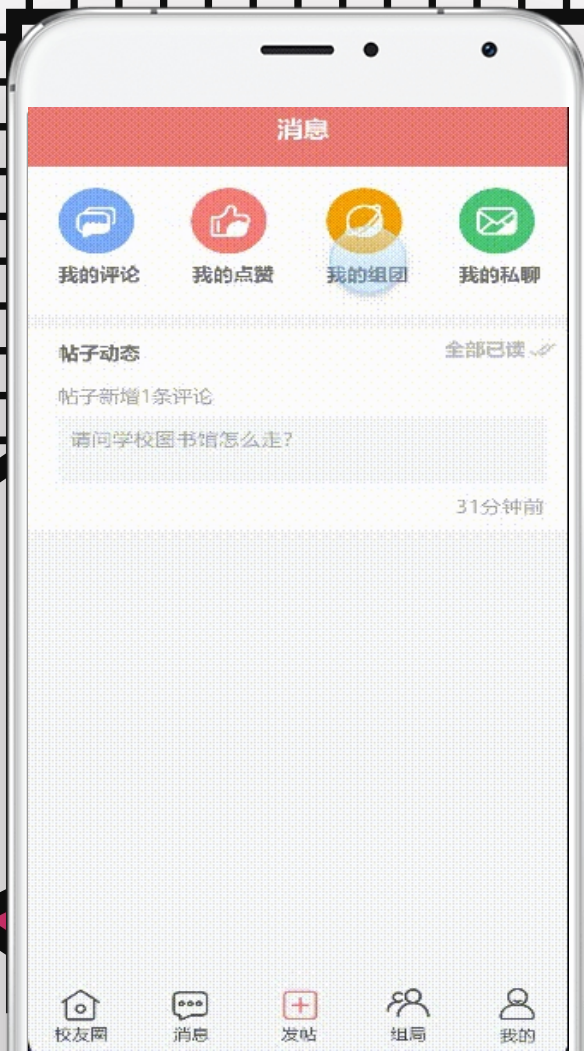 消息
我的评论 我的点赞 我的组团 我的私聊
帖子动态 全部已读
帖子新增1条评论
请问学校图书馆怎么走？
31分钟前
校友圈 消息 发帖 组局 我的